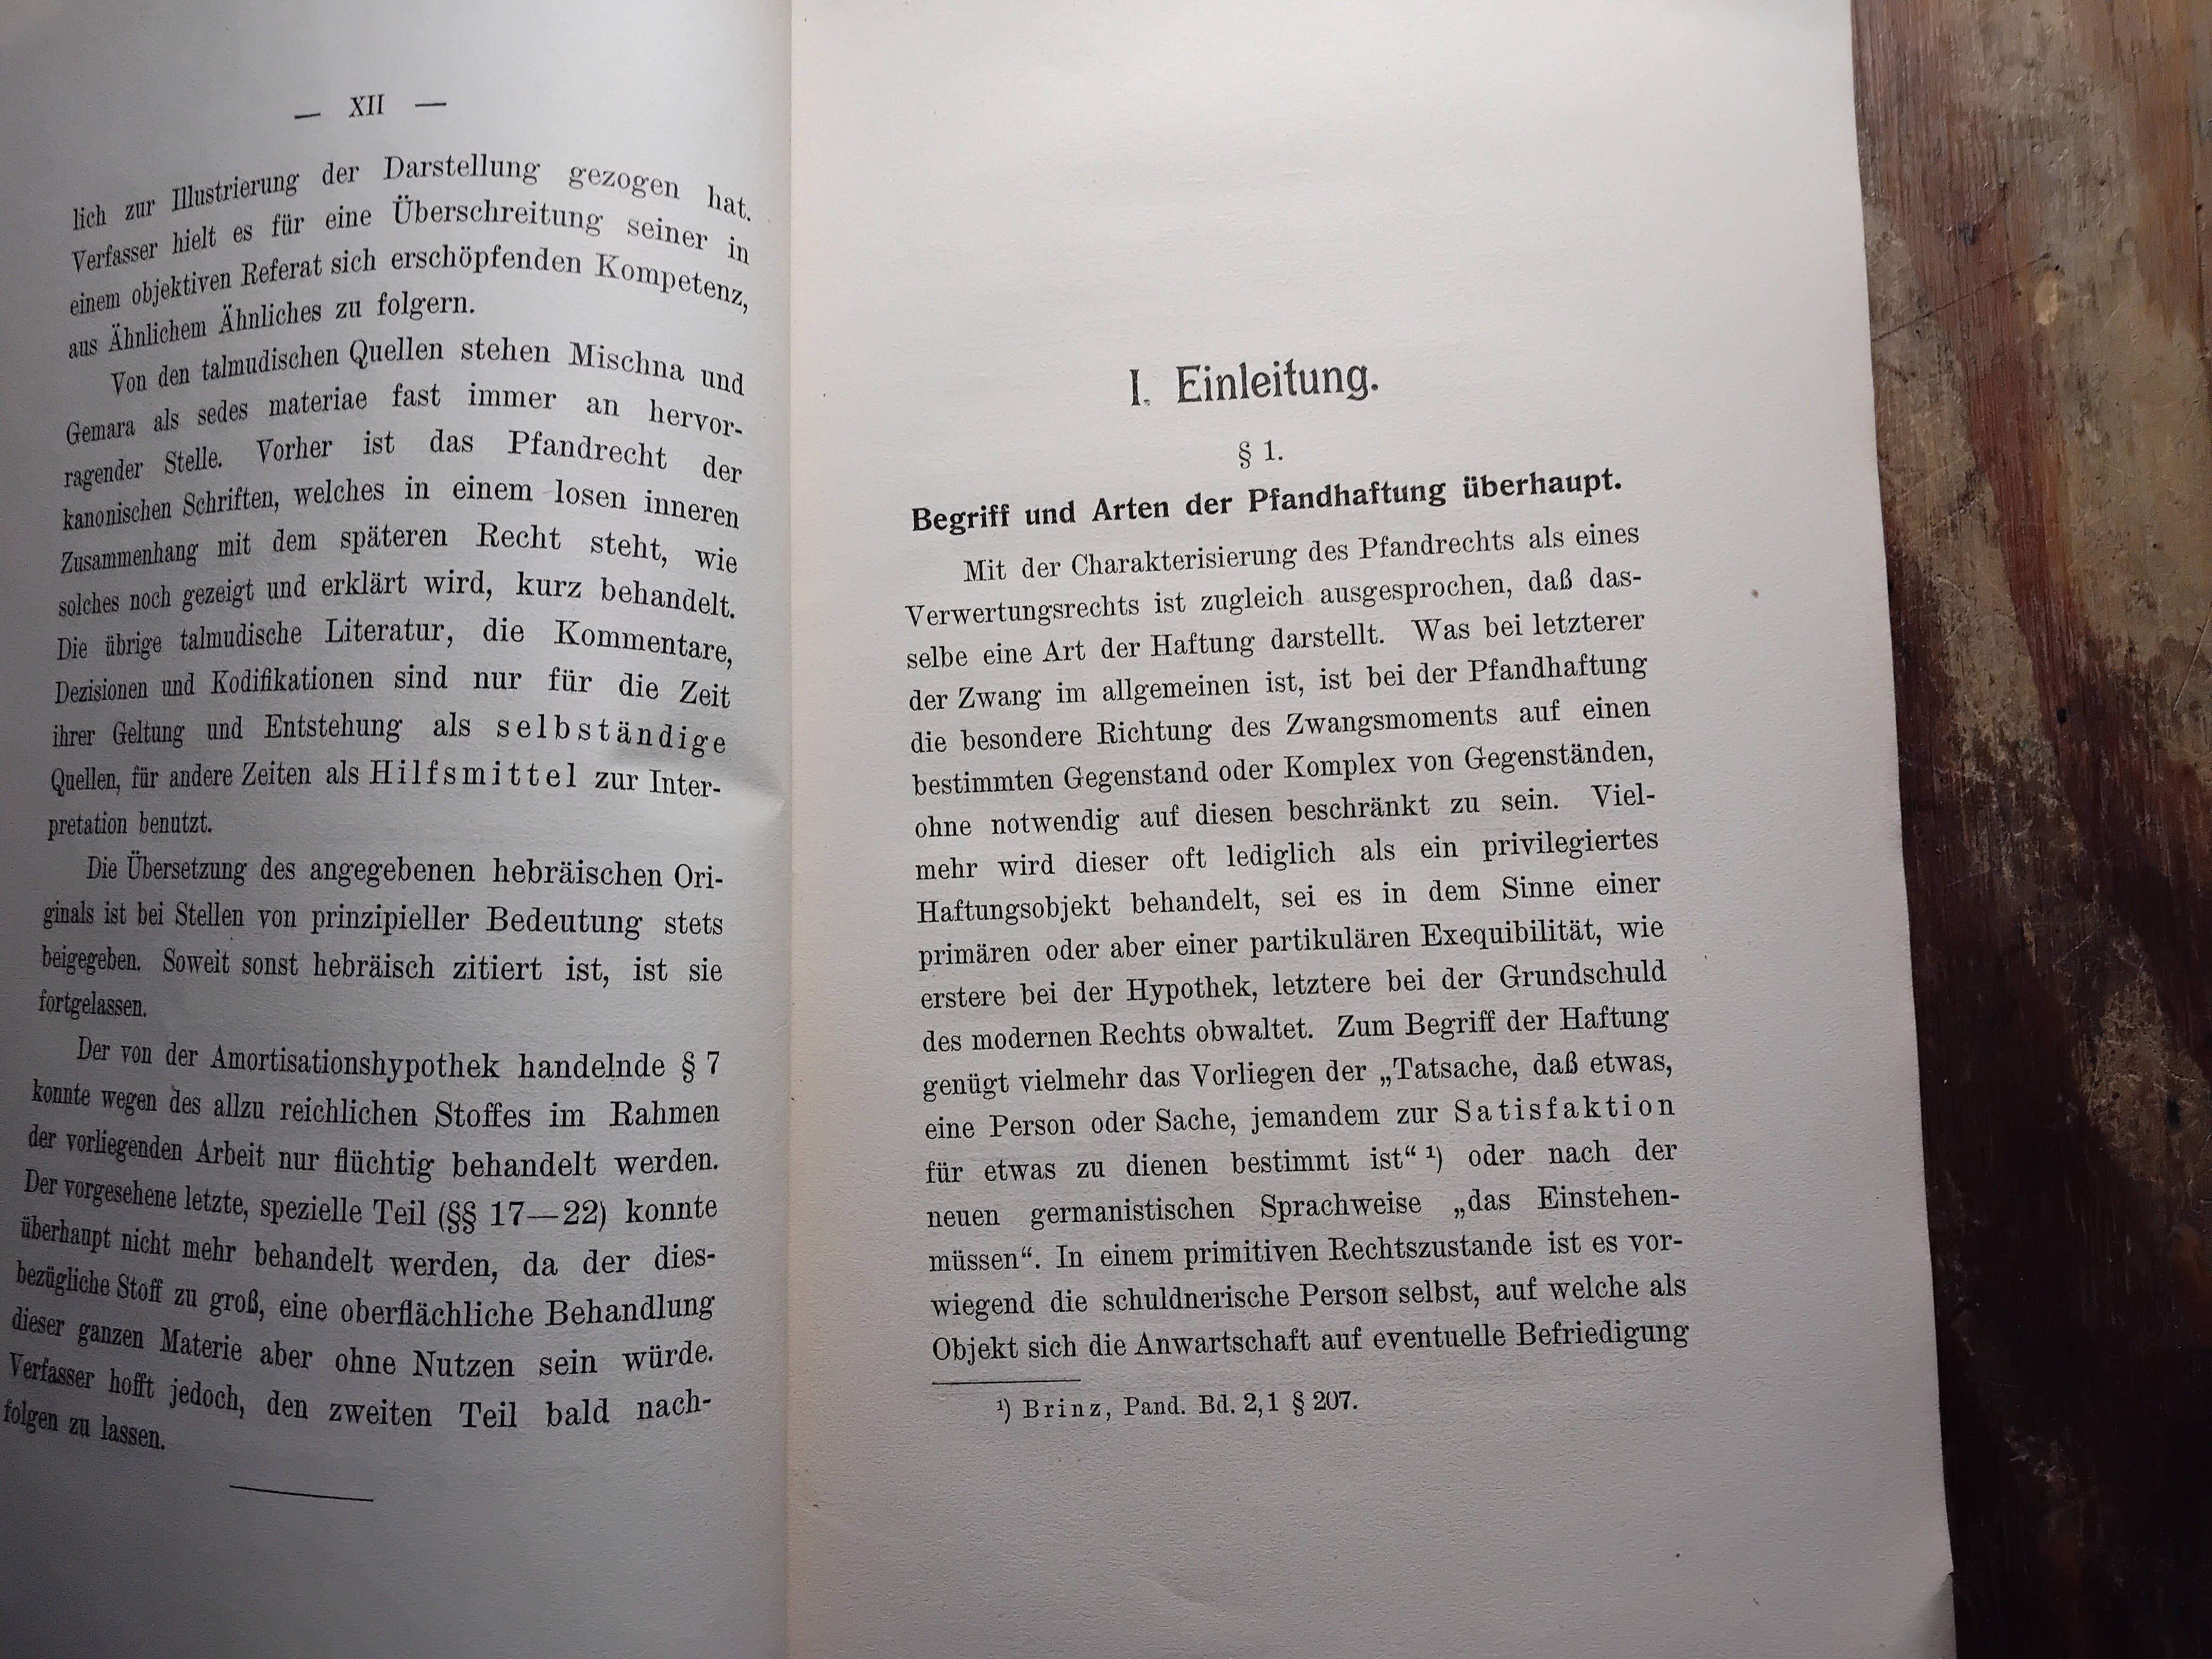 — XII —
lich zur Illustrierung der Darstellung gezogen hat.
Verfasser hielt es für eine Überschreitung seiner in
einem objektiven Referat sich erschöpfenden Kompetenz,
aus Ähnlichem Ähnliches zu folgern.
Von den talmudischen Quellen stehen Mischna und
Gemara als sedes materiae fast immer an hervor-
ragender Stelle. Vorher ist das Pfandrecht der
kanonischen Schriften, welches in einem losen inneren
Zusammenhang mit dem späteren Recht steht, wie
solches noch gezeigt und erklärt wird, kurz behandelt.
Die übrige talmudische Literatur, die Kommentare,
Dezisionen und Kodifikationen sind nur für die Zeit
ihrer Geltung und Entstehung als selbständige
Quellen, für andere Zeiten als Hilfsmittel zur Inter-
pretation benutzt.
Die Übersetzung des angegebenen hebräischen Ori-
ginals ist bei Stellen von prinzipieller Bedeutung stets
beigegeben. Soweit sonst hebräisch zitiert ist, ist sie
fortgelassen.
Der von der Amortisationshypothek handelnde § 7
konnte wegen des allzu reichlichen Stoffes im Rahmen
der vorliegenden Arbeit nur flüchtig behandelt werden.
Der vorgesehene letzte, spezielle Teil (§§ 17—22) konnte
überhaupt nicht mehr behandelt werden, da der dies-
bezügliche Stoff zu groß, eine oberflächliche Behandlung
dieser ganzen Materie aber ohne Nutzen sein würde.
Verfasser hofft jedoch, den zweiten Teil bald nach-
folgen zu lassen.
I. Einleitung.
§ 1.
Begriff und Arten der Pfandhaftung überhaupt.
Mit der Charakterisierung des Pfandrechts als eines
Verwertungsrechts ist zugleich ausgesprochen, daß das-
selbe eine Art der Haftung darstellt. Was bei letzterer
der Zwang im allgemeinen ist, ist bei der Pfandhaftung
die besondere Richtung des Zwangsmoments auf einen
bestimmten Gegenstand oder Komplex von Gegenständen,
ohne notwendig auf diesen beschränkt zu sein. Viel-
mehr wird dieser oft lediglich als ein privilegiertes
Haftungsobjekt behandelt, sei es in dem Sinne einer
primären oder aber einer partikulären Exequibilität, wie
erstere bei der Hypothek, letztere bei der Grundschuld
des modernen Rechts obwaltet. Zum Begriff der Haftung
genügt vielmehr das Vorliegen der „Tatsache, daß etwas,
eine Person oder Sache, jemandem zur Satisfaktion
für etwas zu dienen bestimmt ist“ ¹) oder nach der
neuen germanistischen Sprachweise „das Einstehen-
müssen“. In einem primitiven Rechtszustande ist es vor-
wiegend die schuldnerische Person selbst, auf welche als
Objekt sich die Anwartschaft auf eventuelle Befriedigung
¹) Brinz, Pand. Bd. 2,1 § 207.